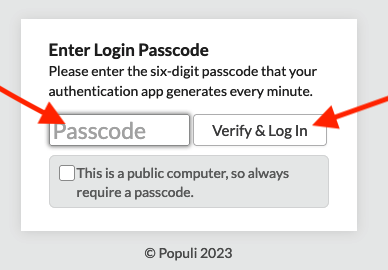 Enter Login Passcode
Please enter the six-digit passcode that your
authentication app generates every minute.
Passcode
Verify & Log In
This is a public computer, so always
require a passcode.
© Populi 2023